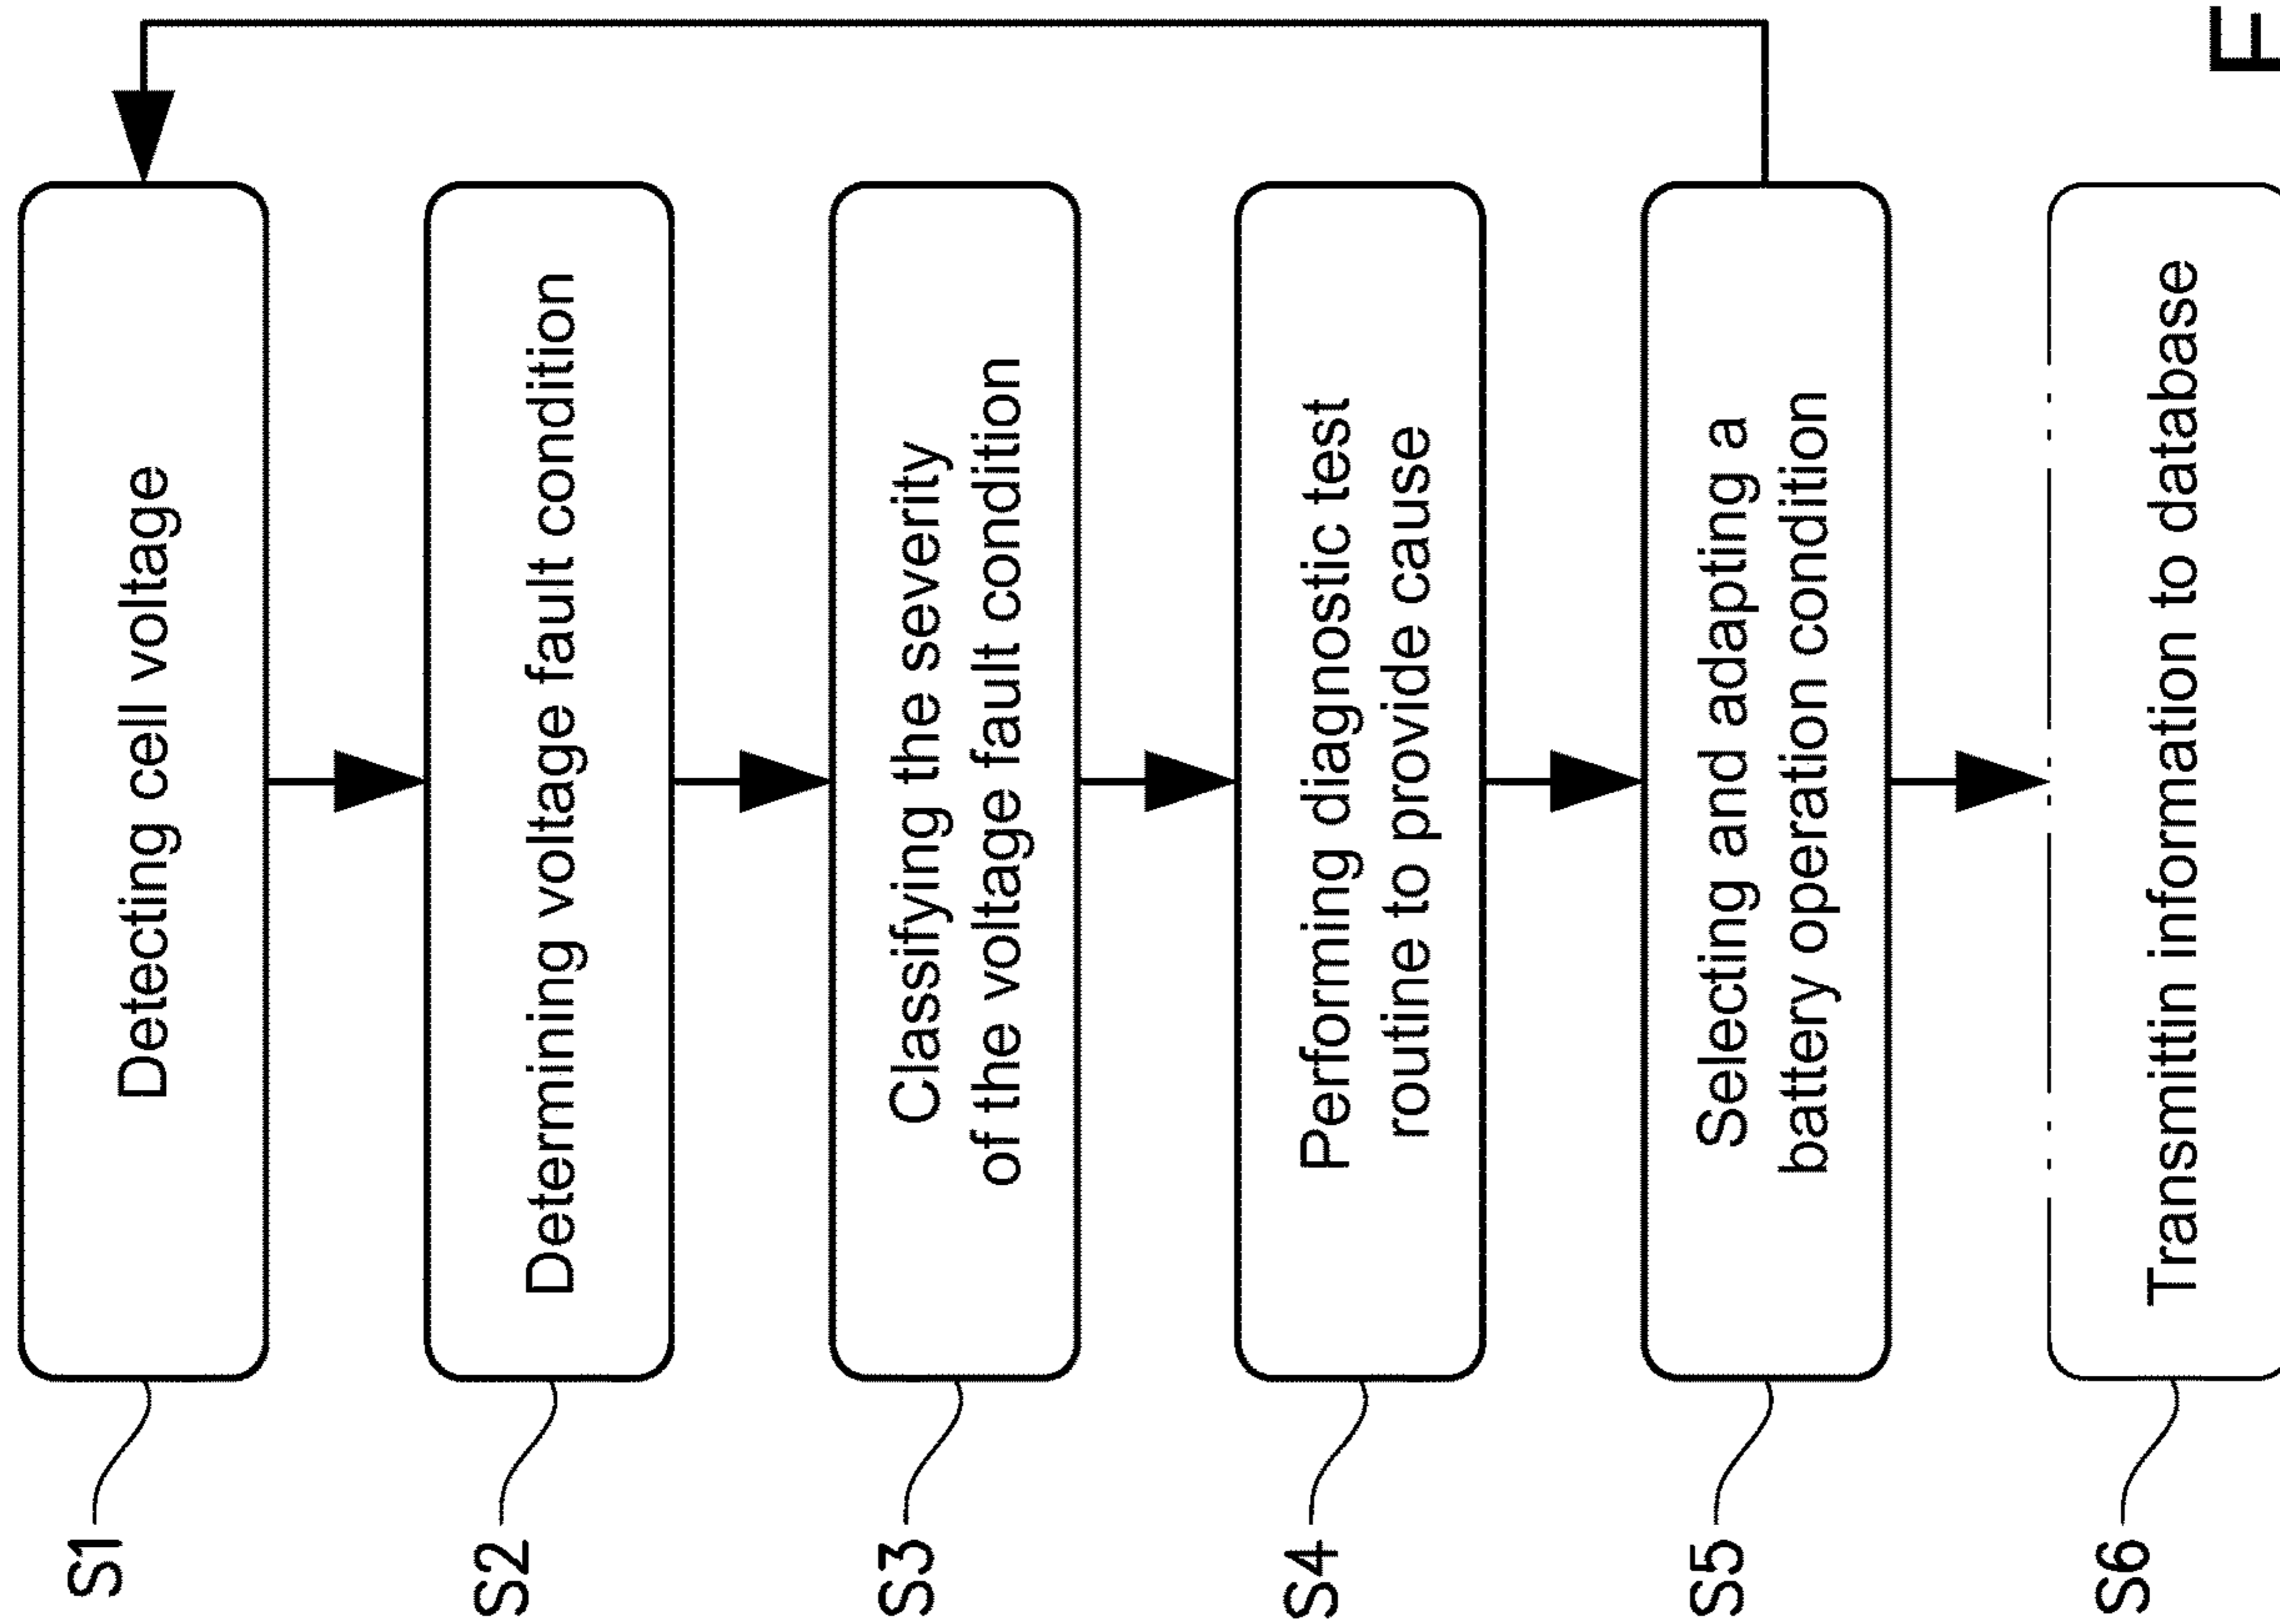 S1
Detecting cell voltage
S2
Determining voltage fault condition
S3
Classifying the severity
of the voltage fault condition
S4
Performing diagnostic test
routine to provide cause
S5
Selecting and adapting a
battery operation condition
S6
Transmittin information to database